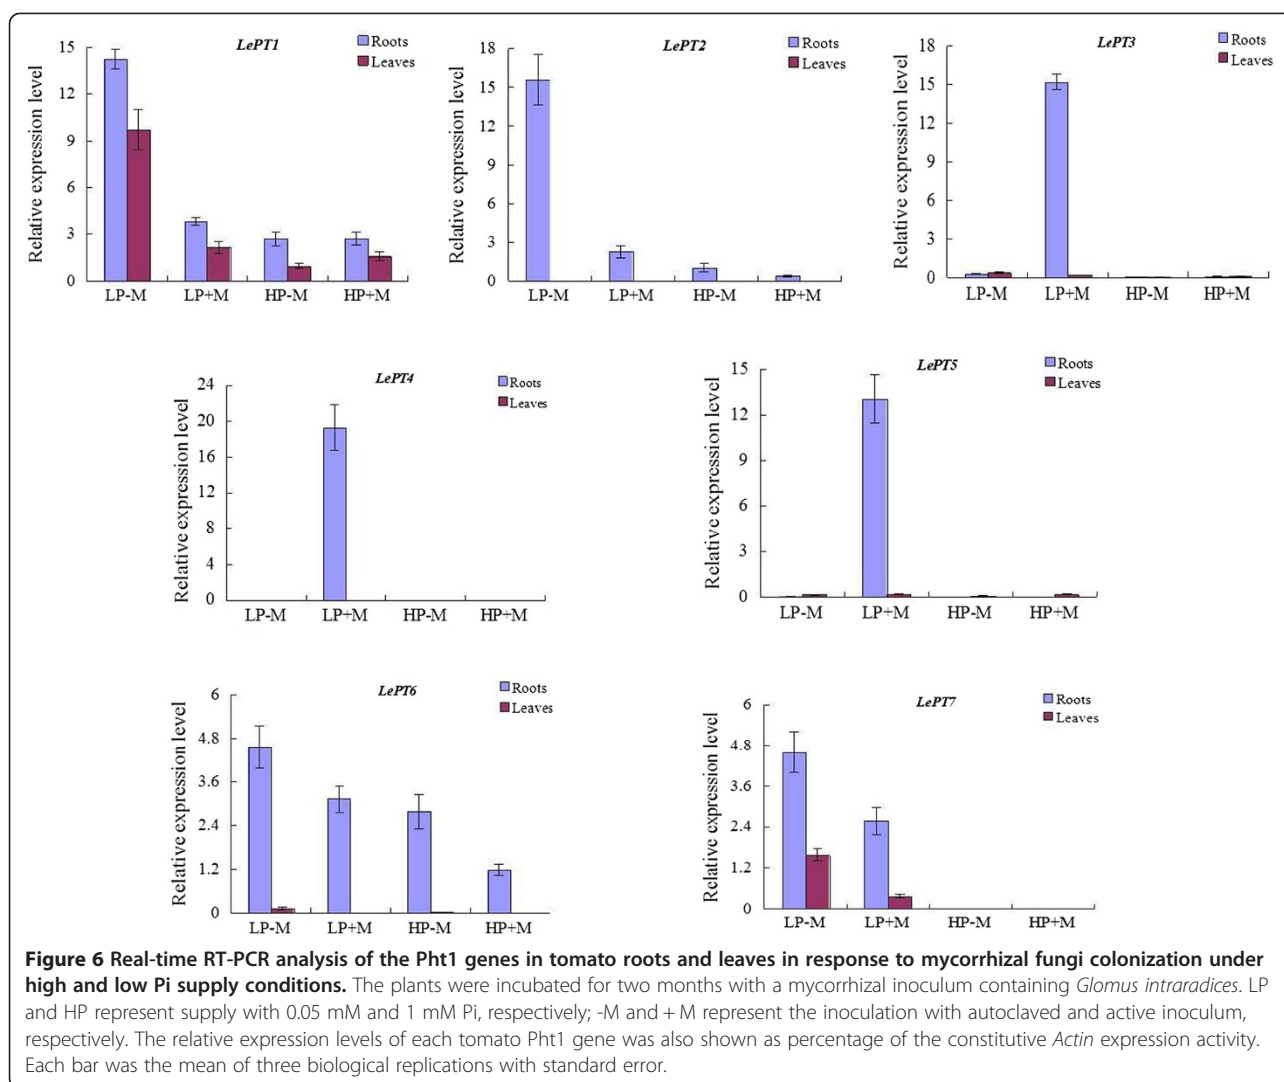 LePT1
Roots
Leaves
Relative expression level
15
12
9
6
3
0
LP-M LP+M HP-M HP+M
LePT2
Roots
Leaves
Relative expression level
18
15
12
9
6
3
0
LP-M LP+M HP-M HP+M
LePT3
Roots
Leaves
Relative expression level
18
15
12
9
6
3
0
LP-M LP+M HP-M HP+M
LePT4
Roots
Leaves
Relative expression level
24
20
16
12
8
4
0
LP-M LP+M HP-M HP+M
LePT5
Roots
Leaves
Relative expression level
15
12
9
6
3
0
LP-M LP+M HP-M HP+M
LePT6
Roots
Leaves
Relative expression level
6
4.8
3.6
2.4
1.2
0
LP-M LP+M HP-M HP+M
LePT7
Roots
Leaves
Relative expression level
6
4.8
3.6
2.4
1.2
0
LP-M LP+M HP-M HP+M
Figure 6 Real-time RT-PCR analysis of the Pht1 genes in tomato roots and leaves in response to mycorrhizal fungi colonization under
high and low Pi supply conditions. The plants were incubated for two months with a mycorrhizal inoculum containing Glomus intraradices. LP
and HP represent supply with 0.05 mM and 1 mM Pi, respectively; -M and + M represent the inoculation with autoclaved and active inoculum,
respectively. The relative expression levels of each tomato Pht1 gene was also shown as percentage of the constitutive Actin expression activity.
Each bar was the mean of three biological replications with standard error.